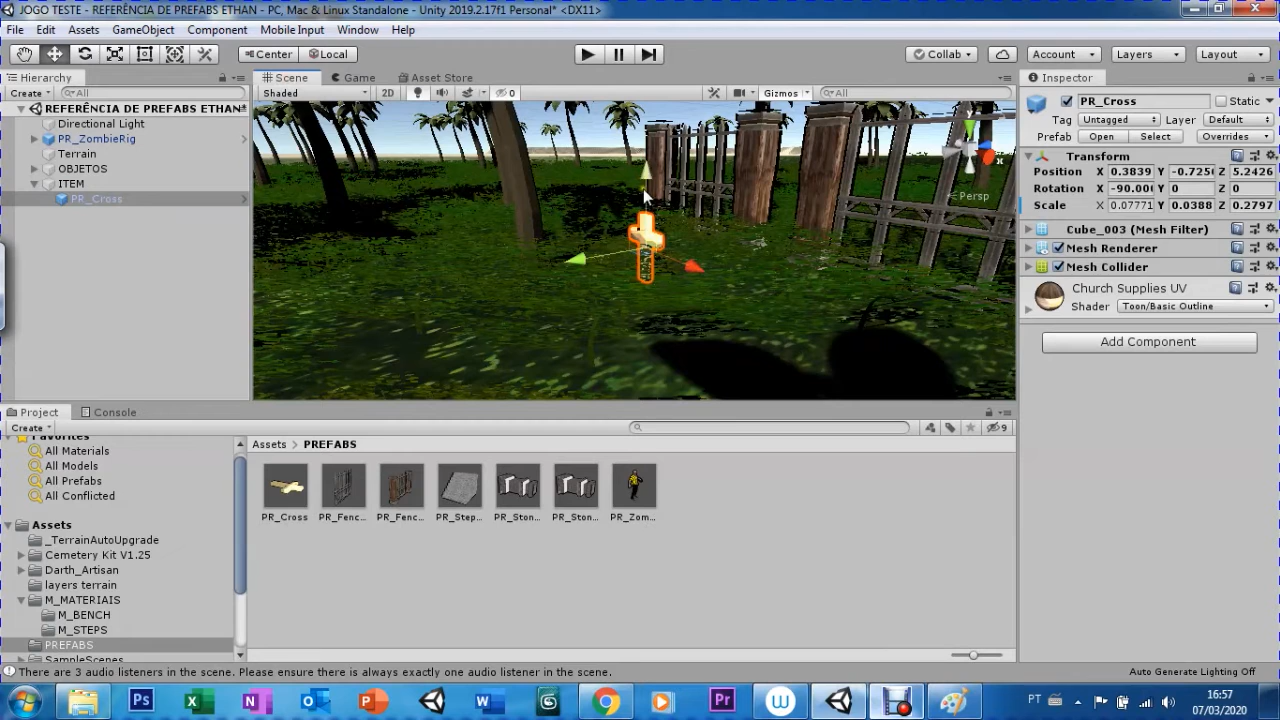 JOGO TESTE - REFERÊNCIA DE PREFABS ETHAN - PC, Mac & Linux Standalone - Unity 2019.2.17f1 Personal* <DX11>
File Edit Assets GameObject Component Mobile Input Window Help
Center Local Collab Account Layers Layout
Hierarchy Scene Game Asset Store Inspector
Create All Shaded 2D 0 Gizmos All
REFERÊNCIA DE PREFABS ETHAN
Directional Light
PR_ZombieRig
Terrain
OBJETOS
ITEM
PR_Cross
y
Persp
PR_Cross Static
Tag Untagged Layer Default
Prefab Open Select Overrides
Transform
Position X 0.3839 Y -0.725 Z 5.2426
Rotation X -90.00 Y 0 Z 0
Scale X 0.07771 Y 0.0388 Z 0.2797
Cube_003 (Mesh Filter)
Mesh Renderer
Mesh Collider
Church Supplies UV
Shader Toon/Basic Outline
Add Component
Project Console
Create 9
Favorites
All Materials
All Models
All Prefabs
All Conflicted
Assets
_TerrainAutoUpgrade
Cemetery Kit V1.25
Darth_Artisan
layers terrain
M_MATERIAIS
M_BENCH
M_STEPS
PREFABS
SampleScenes
Assets > PREFABS
PR_Cross PR_Fenc... PR_Fenc... PR_Step... PR_Ston... PR_Ston... PR_Zom...
There are 3 audio listeners in the scene. Please ensure there is always exactly one audio listener in the scene. Auto Generate Lighting Off
Ps Pr PT 16:57
07/03/2020